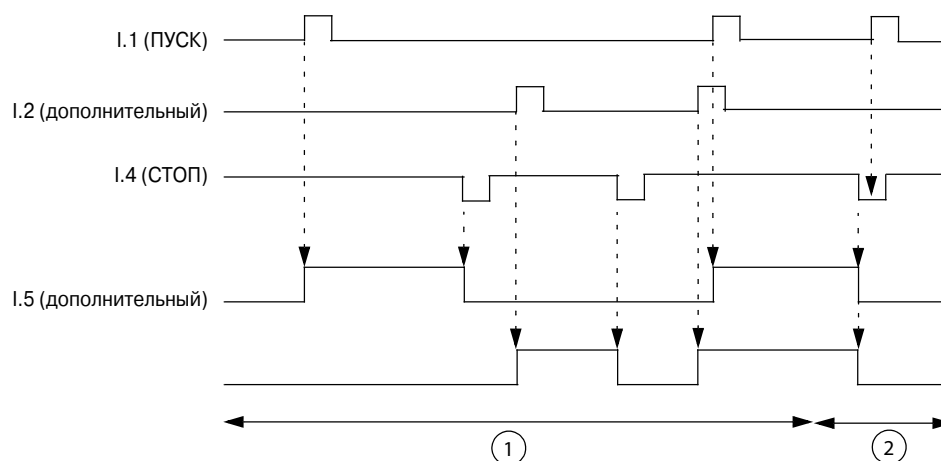 I.1 (ПУСК)
I.2 (дополнительный)
I.4 (СТОП)
I.5 (дополнительный)
1
2